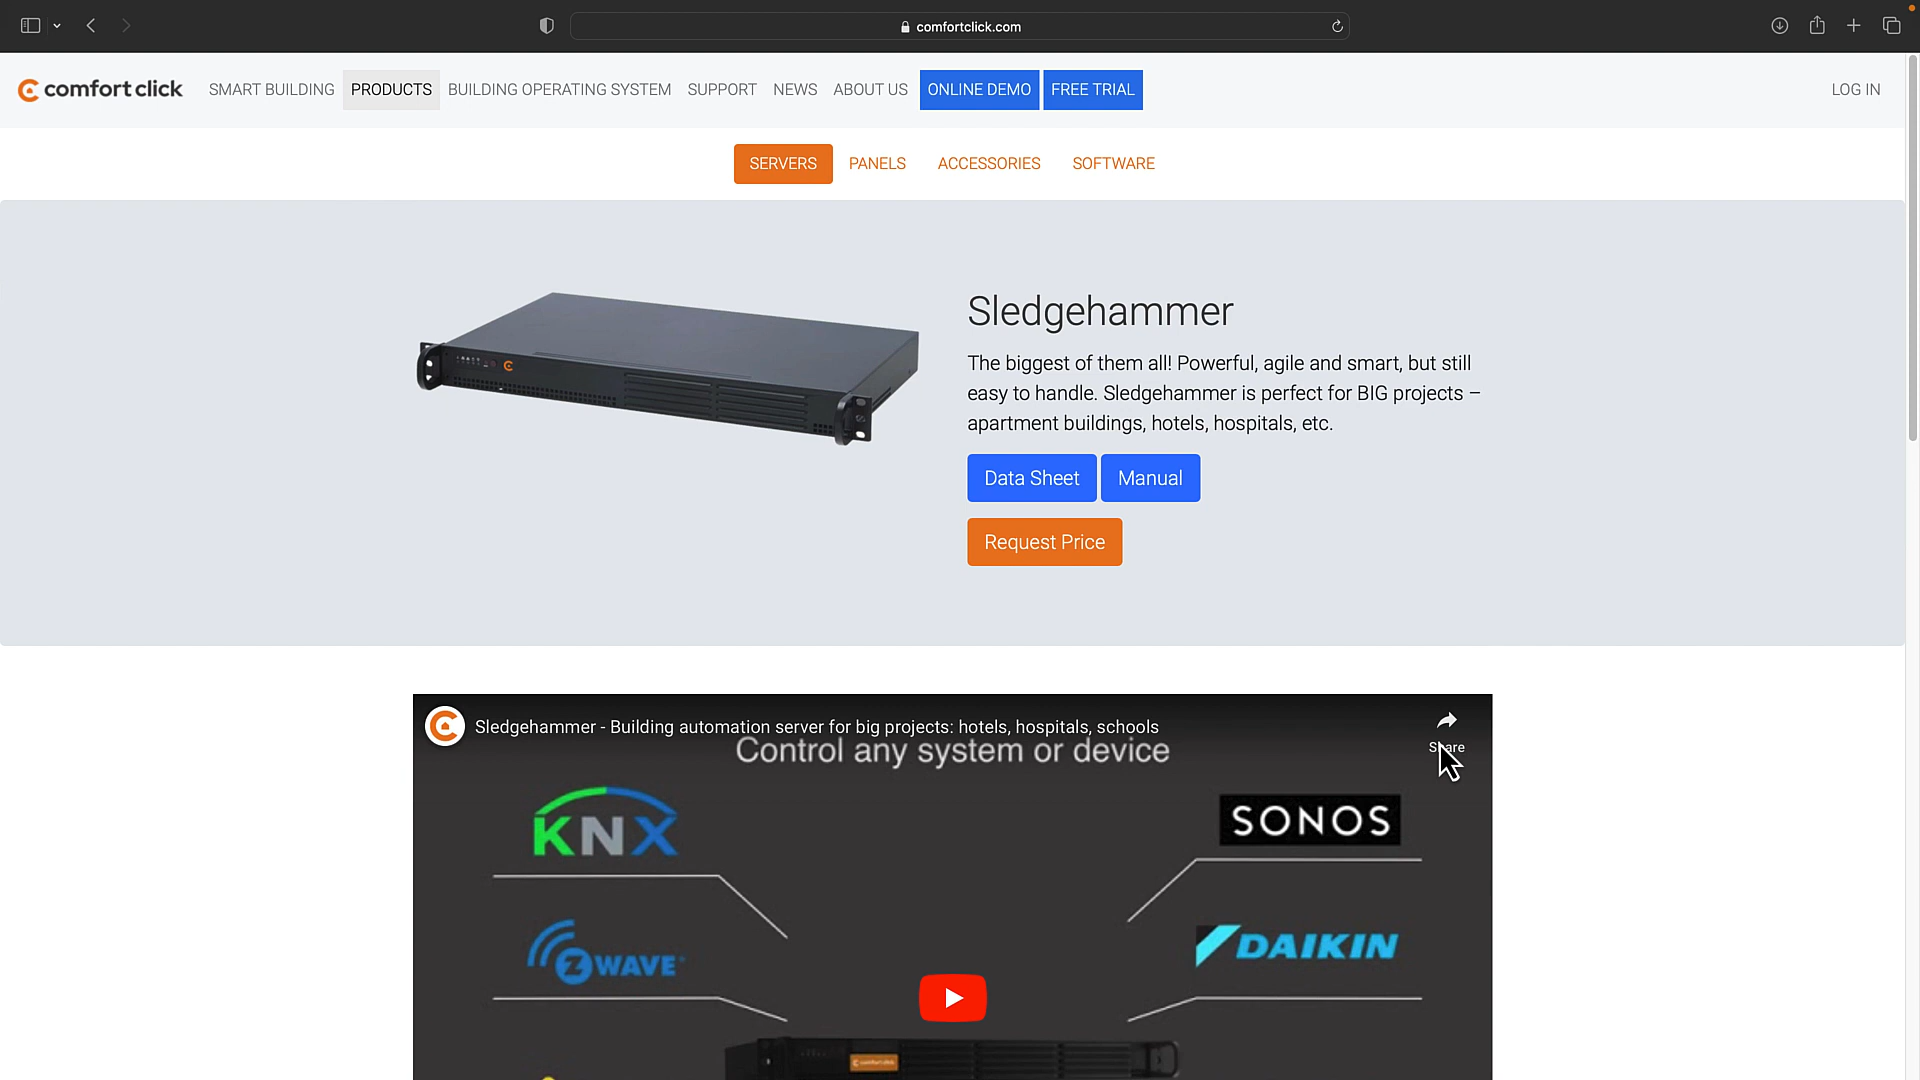 comfortclick.com
comfort click SMART BUILDING PRODUCTS BUILDING OPERATING SYSTEM SUPPORT NEWS ABOUT US ONLINE DEMO FREE TRIAL LOG IN
SERVERS PANELS ACCESSORIES SOFTWARE
Sledgehammer
The biggest of them all! Powerful, agile and smart, but still
easy to handle. Sledgehammer is perfect for BIG projects –
apartment buildings, hotels, hospitals, etc.
Data Sheet Manual
Request Price
Sledgehammer - Building automation server for big projects: hotels, hospitals, schools
Control any system or device
Share
KNX SONOS
Z WAVE DAIKIN
comfort click